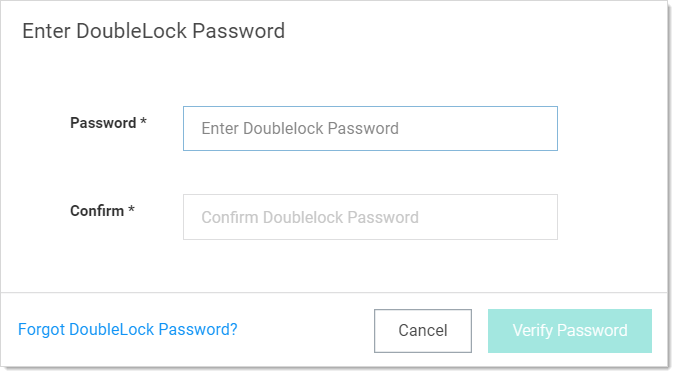 Enter DoubleLock Password
Password * Enter Doublelock Password
Confirm * Confirm Doublelock Password
Forgot DoubleLock Password? Cancel Verify Password